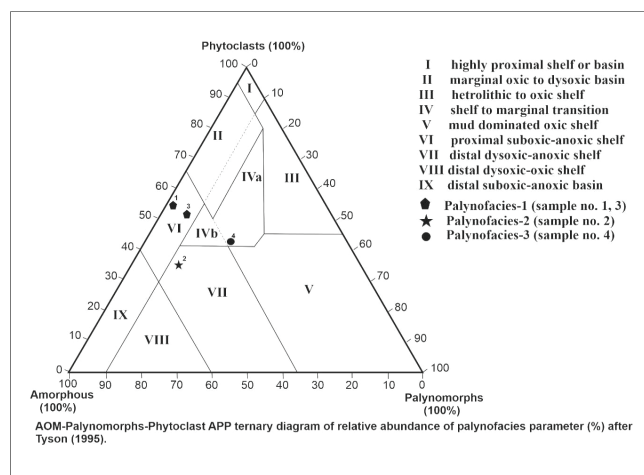 Phytoclasts (100%)
100 0
90 10
80 20
70 30
60 40
50 50
40 60
30 70
20 80
10 90
0 100
100 90 80 70 60 50 40 30 20 10 0
Amorphous
(100%)
Palynomorphs
(100%)
I
II
III
IVa
IVb
V
VI
VII
VIII
IX
1
3
4
2
I highly proximal shelf or basin
II marginal oxic to dysoxic basin
III hetrolithic to oxic shelf
IV shelf to marginal transition
V mud dominated oxic shelf
VI proximal suboxic-anoxic shelf
VII distal dysoxic-anoxic shelf
VIII distal dysoxic-oxic shelf
IX distal suboxic-anoxic basin
Palynofacies-1 (sample no. 1, 3)
Palynofacies-2 (sample no. 2)
Palynofacies-3 (sample no. 4)
AOM-Palynomorphs-Phytoclast APP ternary diagram of relative abundance of palynofacies parameter (%) after
Tyson (1995).